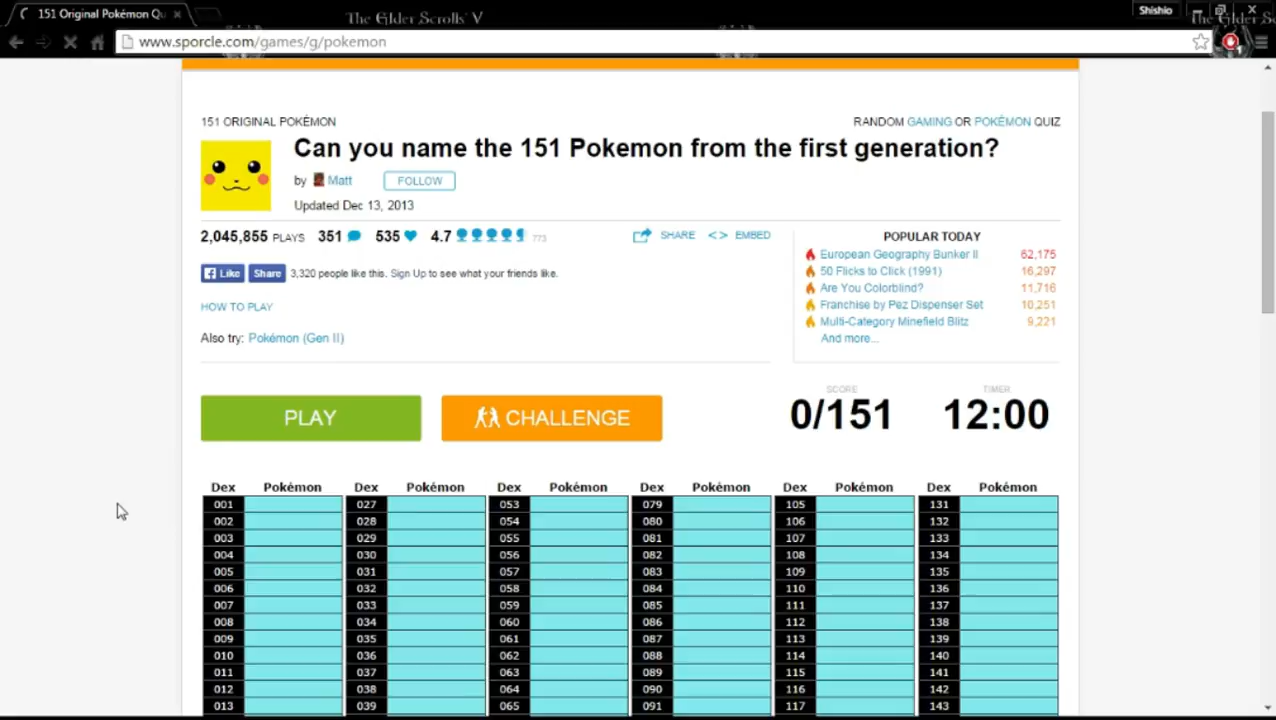 151 Original Pokémon Qu
The Elder Scrolls V
Shishio
www.sporcle.com/games/g/pokemon
151 ORIGINAL POKÉMON
RANDOM GAMING OR POKÉMON QUIZ
Can you name the 151 Pokemon from the first generation?
by Matt FOLLOW
Updated Dec 13, 2013
2,045,855 PLAYS 351 535 4.7 773
SHARE <> EMBED
Like Share 3,320 people like this. Sign Up to see what your friends like.
HOW TO PLAY
Also try: Pokémon (Gen II)
POPULAR TODAY
European Geography Bunker II 62,175
50 Flicks to Click (1991) 16,297
Are You Colorblind? 11,716
Franchise by Pez Dispenser Set 10,251
Multi-Category Minefield Blitz 9,221
And more...
PLAY
CHALLENGE
SCORE
0/151
TIMER
12:00
Dex Pokémon Dex Pokémon Dex Pokémon Dex Pokémon Dex Pokémon Dex Pokémon
001 027 053 079 105 131
002 028 054 080 106 132
003 029 055 081 107 133
004 030 056 082 108 134
005 031 057 083 109 135
006 032 058 084 110 136
007 033 059 085 111 137
008 034 060 086 112 138
009 035 061 087 113 139
010 036 062 088 114 140
011 037 063 089 115 141
012 038 064 090 116 142
013 039 065 091 117 143